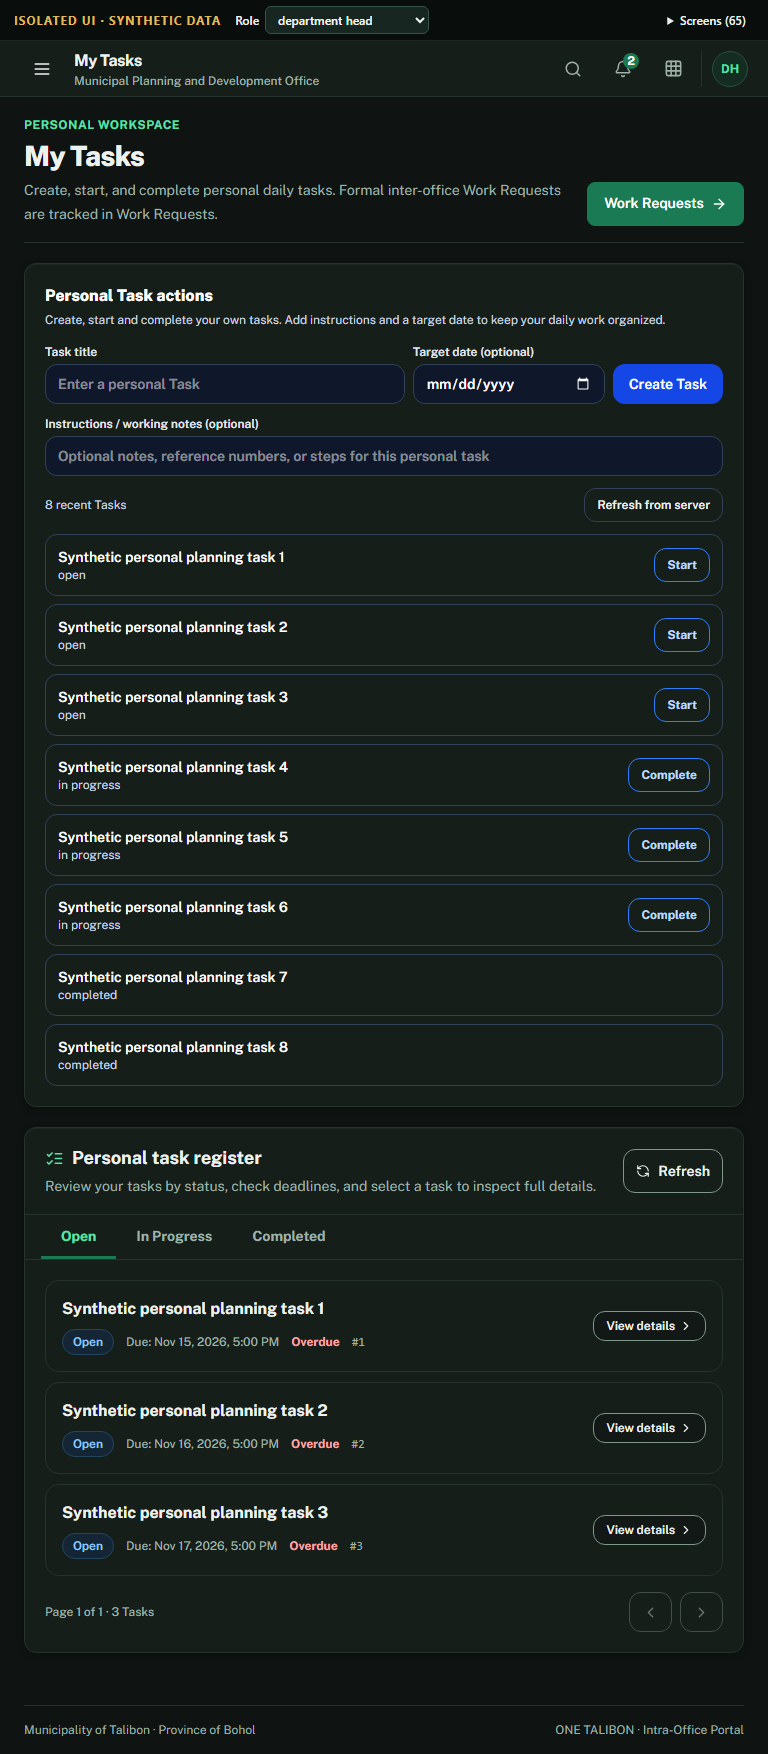 ISOLATED UI · SYNTHETIC DATA Role department head Screens (65)
My Tasks
Municipal Planning and Development Office
2
DH
PERSONAL WORKSPACE
My Tasks
Create, start, and complete personal daily tasks. Formal inter-office Work Requests
are tracked in Work Requests.
Work Requests
Personal Task actions
Create, start and complete your own tasks. Add instructions and a target date to keep your daily work organized.
Task title Target date (optional)
Enter a personal Task mm/dd/yyyy Create Task
Instructions / working notes (optional)
Optional notes, reference numbers, or steps for this personal task
8 recent Tasks Refresh from server
Synthetic personal planning task 1
open
Start
Synthetic personal planning task 2
open
Start
Synthetic personal planning task 3
open
Start
Synthetic personal planning task 4
in progress
Complete
Synthetic personal planning task 5
in progress
Complete
Synthetic personal planning task 6
in progress
Complete
Synthetic personal planning task 7
completed
Synthetic personal planning task 8
completed
Personal task register
Review your tasks by status, check deadlines, and select a task to inspect full details.
Refresh
Open In Progress Completed
Synthetic personal planning task 1
Open Due: Nov 15, 2026, 5:00 PM Overdue #1
View details
Synthetic personal planning task 2
Open Due: Nov 16, 2026, 5:00 PM Overdue #2
View details
Synthetic personal planning task 3
Open Due: Nov 17, 2026, 5:00 PM Overdue #3
View details
Page 1 of 1 · 3 Tasks
Municipality of Talibon · Province of Bohol ONE TALIBON · Intra-Office Portal